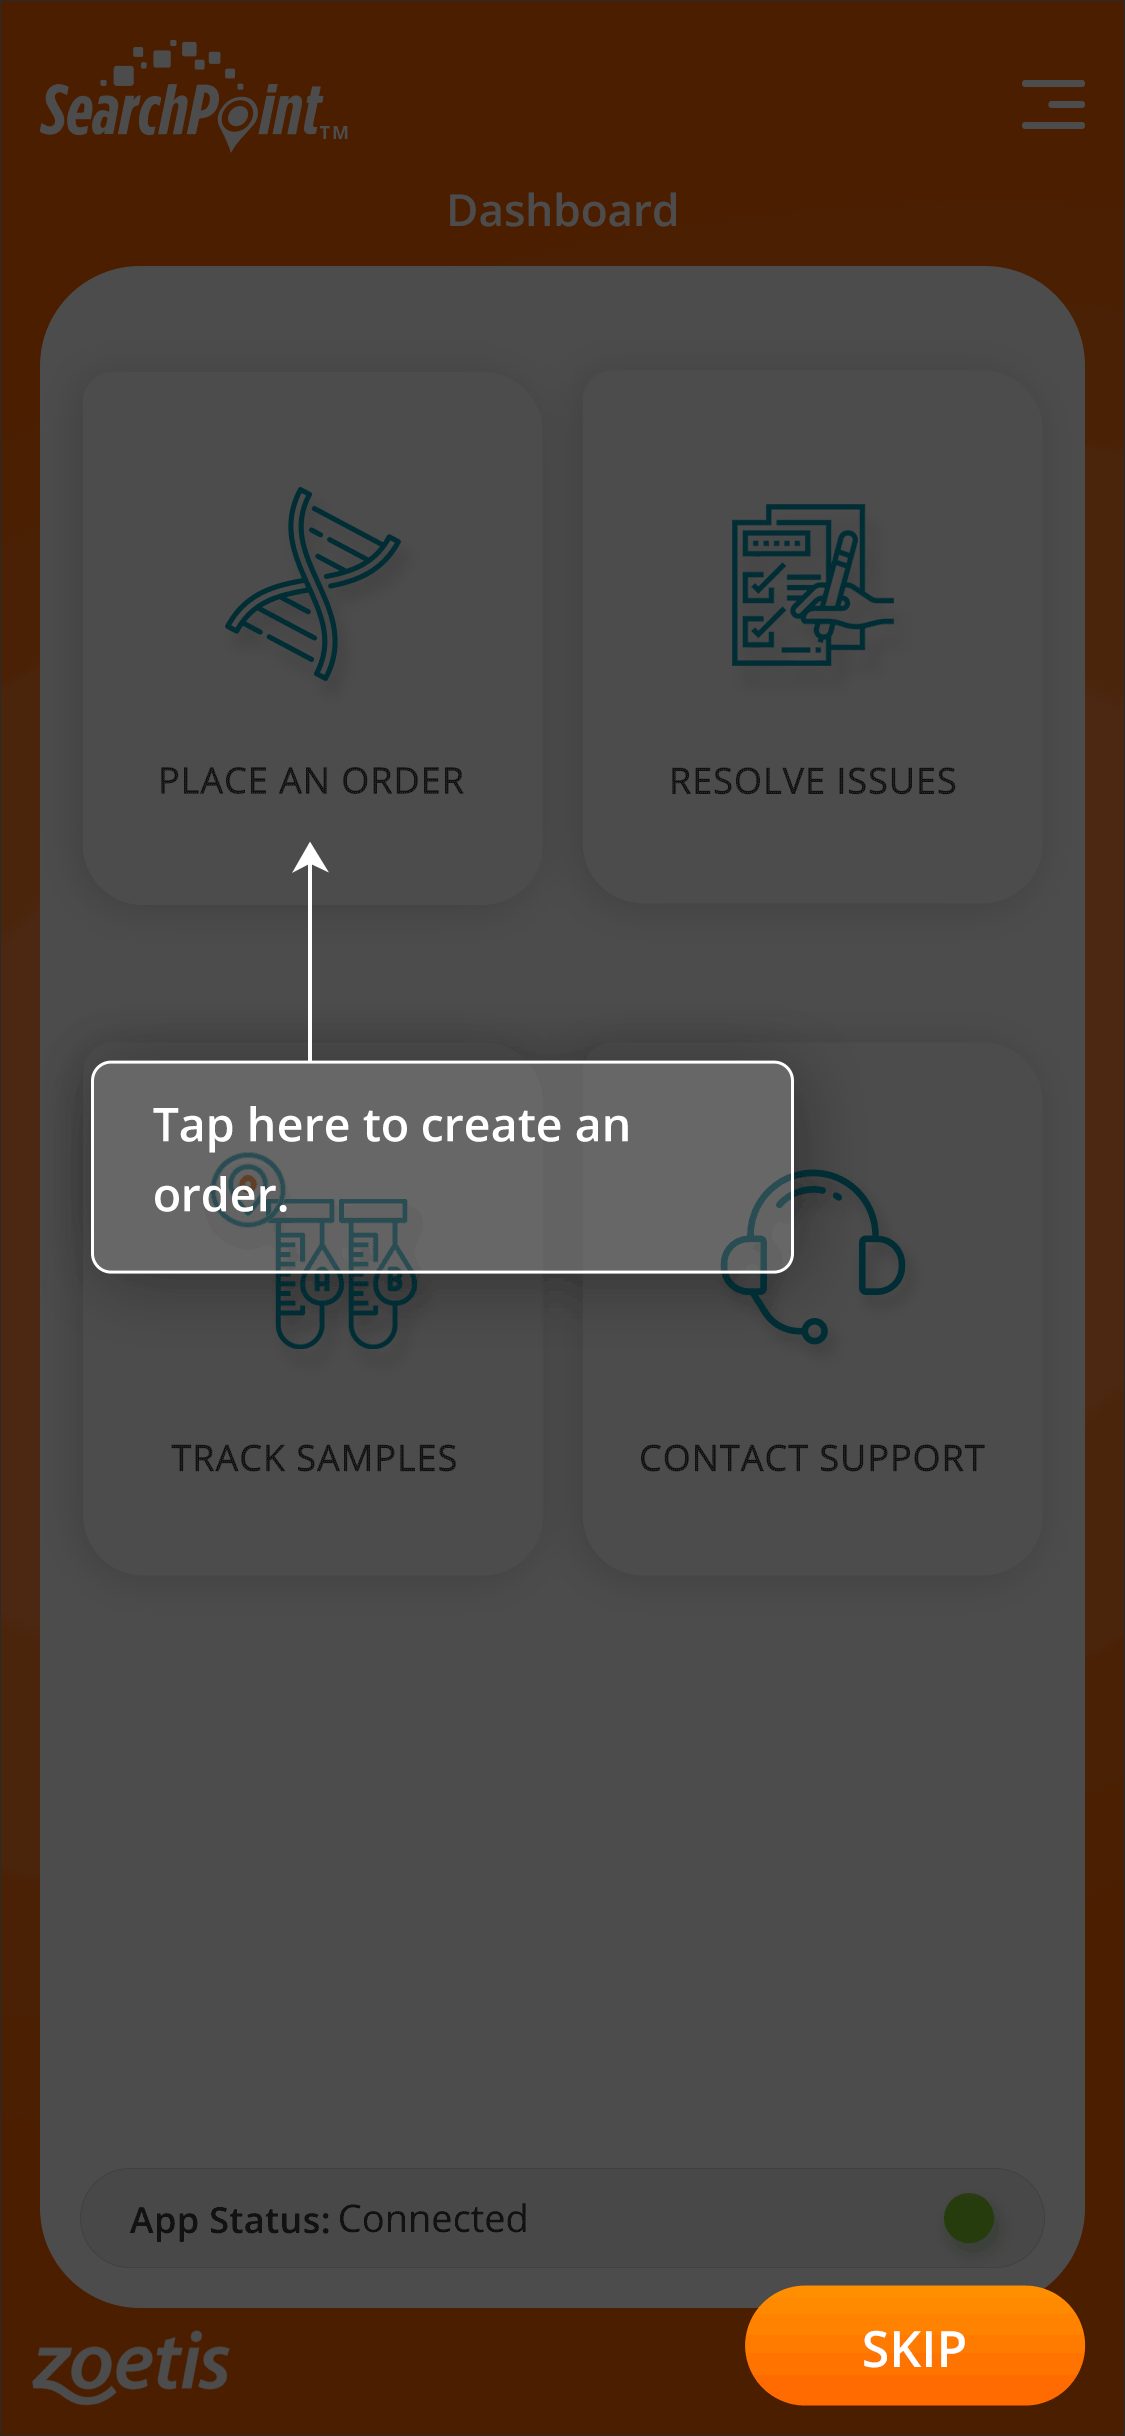 SearchPoint™
Dashboard
PLACE AN ORDER
RESOLVE ISSUES
Tap here to create an
order.
A B
TRACK SAMPLES
CONTACT SUPPORT
App Status: Connected
SKIP
zoetis